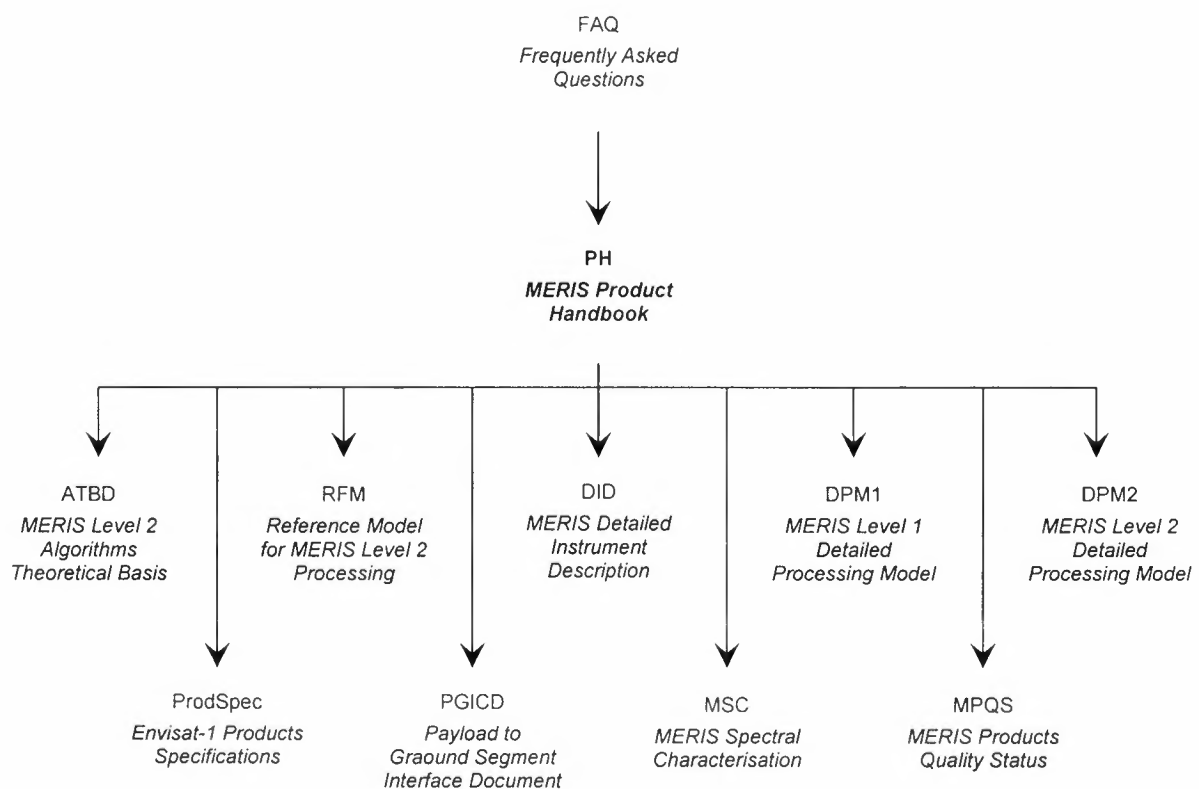 FAQ
Frequently Asked
Questions
PH
MERIS Product
Handbook
ATBD
MERIS Level 2
Algorithms
Theoretical Basis
RFM
Reference Model
for MERIS Level 2
Processing
DID
MERIS Detailed
Instrument
Description
DPM1
MERIS Level 1
Detailed
Processing Model
DPM2
MERIS Level 2
Detailed
Processing Model
ProdSpec
Envisat-1 Products
Specifications
PGICD
Payload to
Graound Segment
Interface Document
MSC
MERIS Spectral
Characterisation
MPQS
MERIS Products
Quality Status